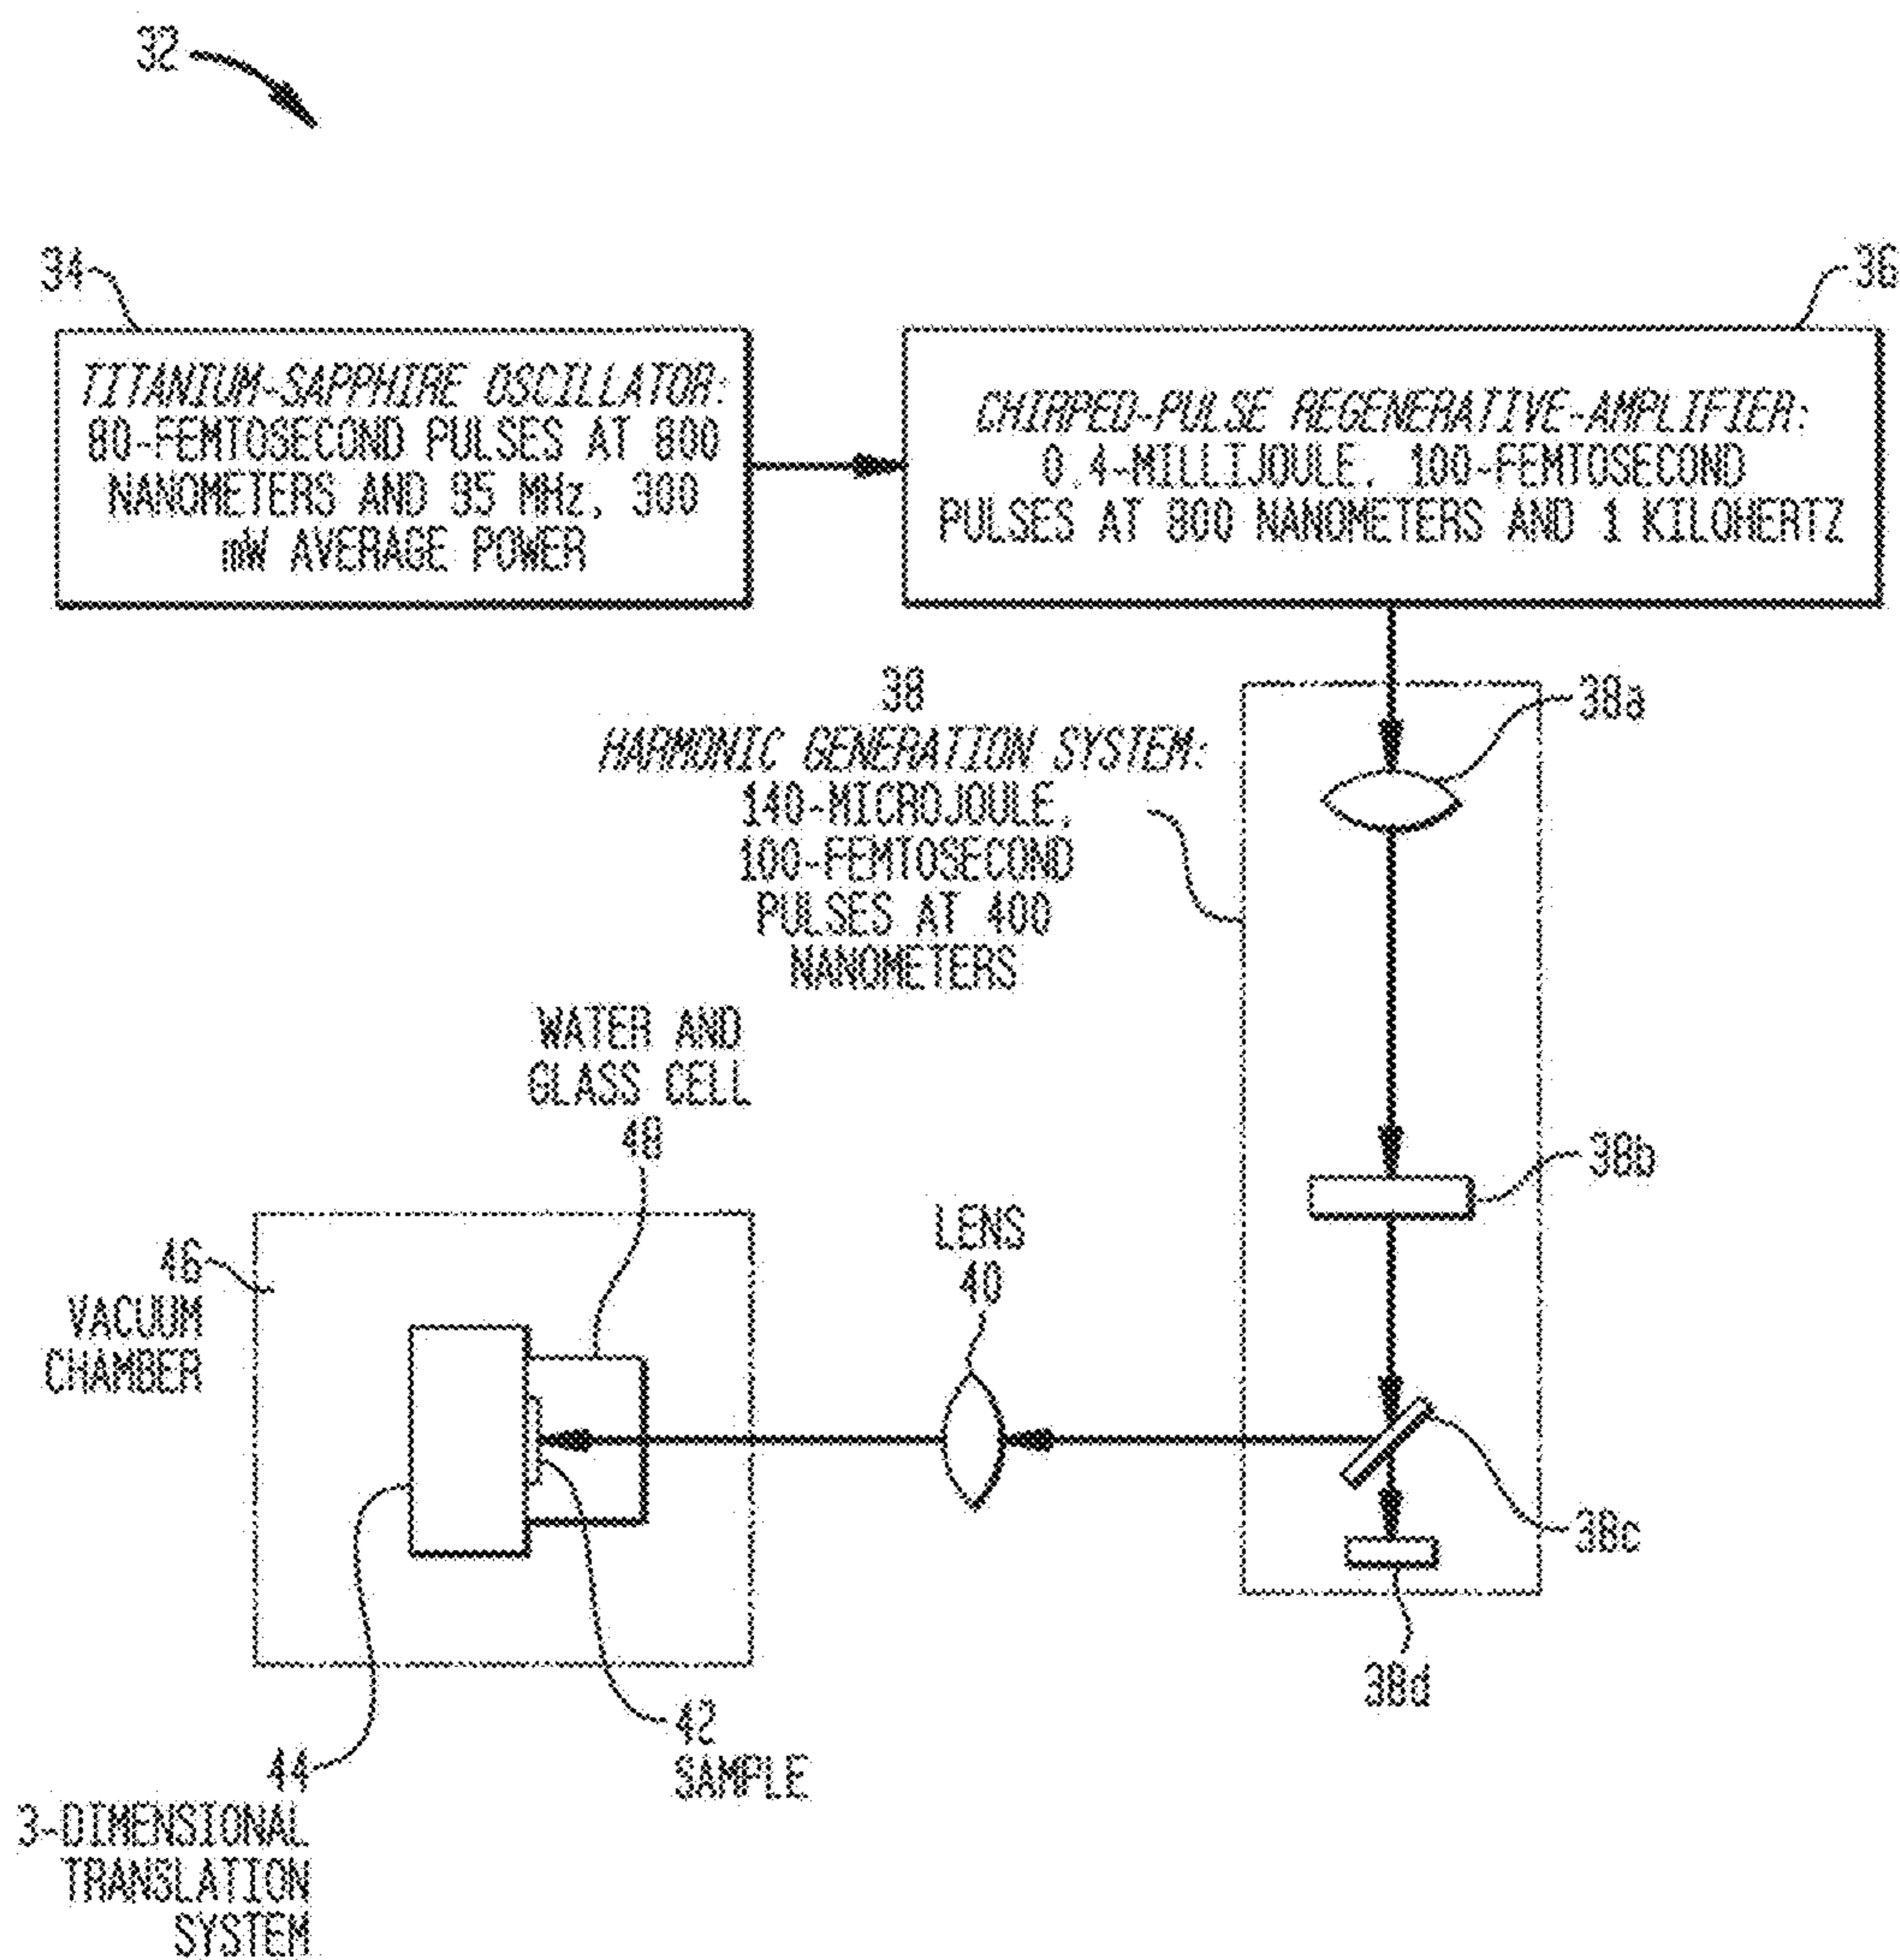 32
34
36
TITANIUM-SAPPHIRE OSCILLATOR:
80-FEMTOSECOND PULSES AT 800
NANOMETERS AND 95 MHz, 300
mW AVERAGE POWER
CHIRPED-PULSE REGENERATIVE-AMPLIFIER:
0.4-MILLIJOULE, 100-FEMTOSECOND
PULSES AT 800 NANOMETERS AND 1 KILOHERTZ
38
HARMONIC GENERATION SYSTEM:
140-MICROJOULE,
100-FEMTOSECOND
PULSES AT 400
NANOMETERS
38a
WATER AND
GLASS CELL
48
38b
LENS
40
46
VACUUM
CHAMBER
38c
38d
42
SAMPLE
44
3-DIMENSIONAL
TRANSLATION
SYSTEM